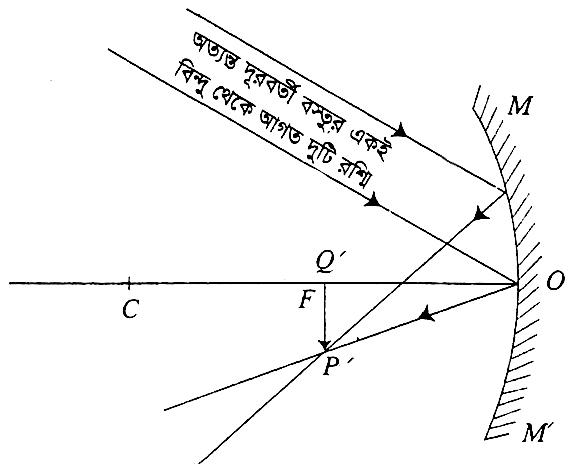 অত্যন্ত দূরবর্তী বস্তুর একই
বিন্দু থেকে আগত দুটি রশ্মি
M
Q′
O
C
F
P′
M′